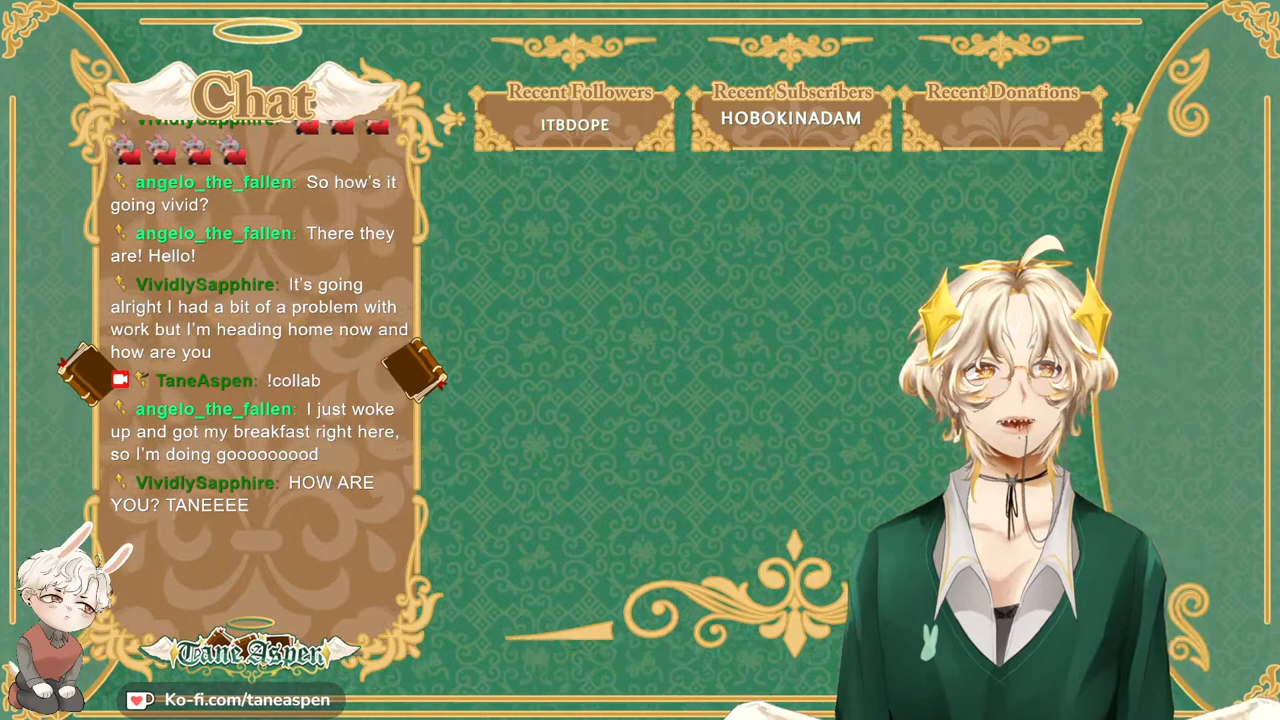 Chat
Recent Followers
Recent Subscribers
Recent Donations
ITBDOPE
HOBOKINADAM
VividlySapphire:
angelo_the_fallen: So how's it
going vivid?
angelo_the_fallen: There they
are! Hello!
VividlySapphire: It's going
alright I had a bit of a problem with
work but I'm heading home now and
how are you
TaneAspen: !collab
angelo_the_fallen: I just woke
up and got my breakfast right here,
so I'm doing gooooooood
VividlySapphire: HOW ARE
YOU? TANEEEE
Tane Aspen
Ko-fi.com/taneaspen